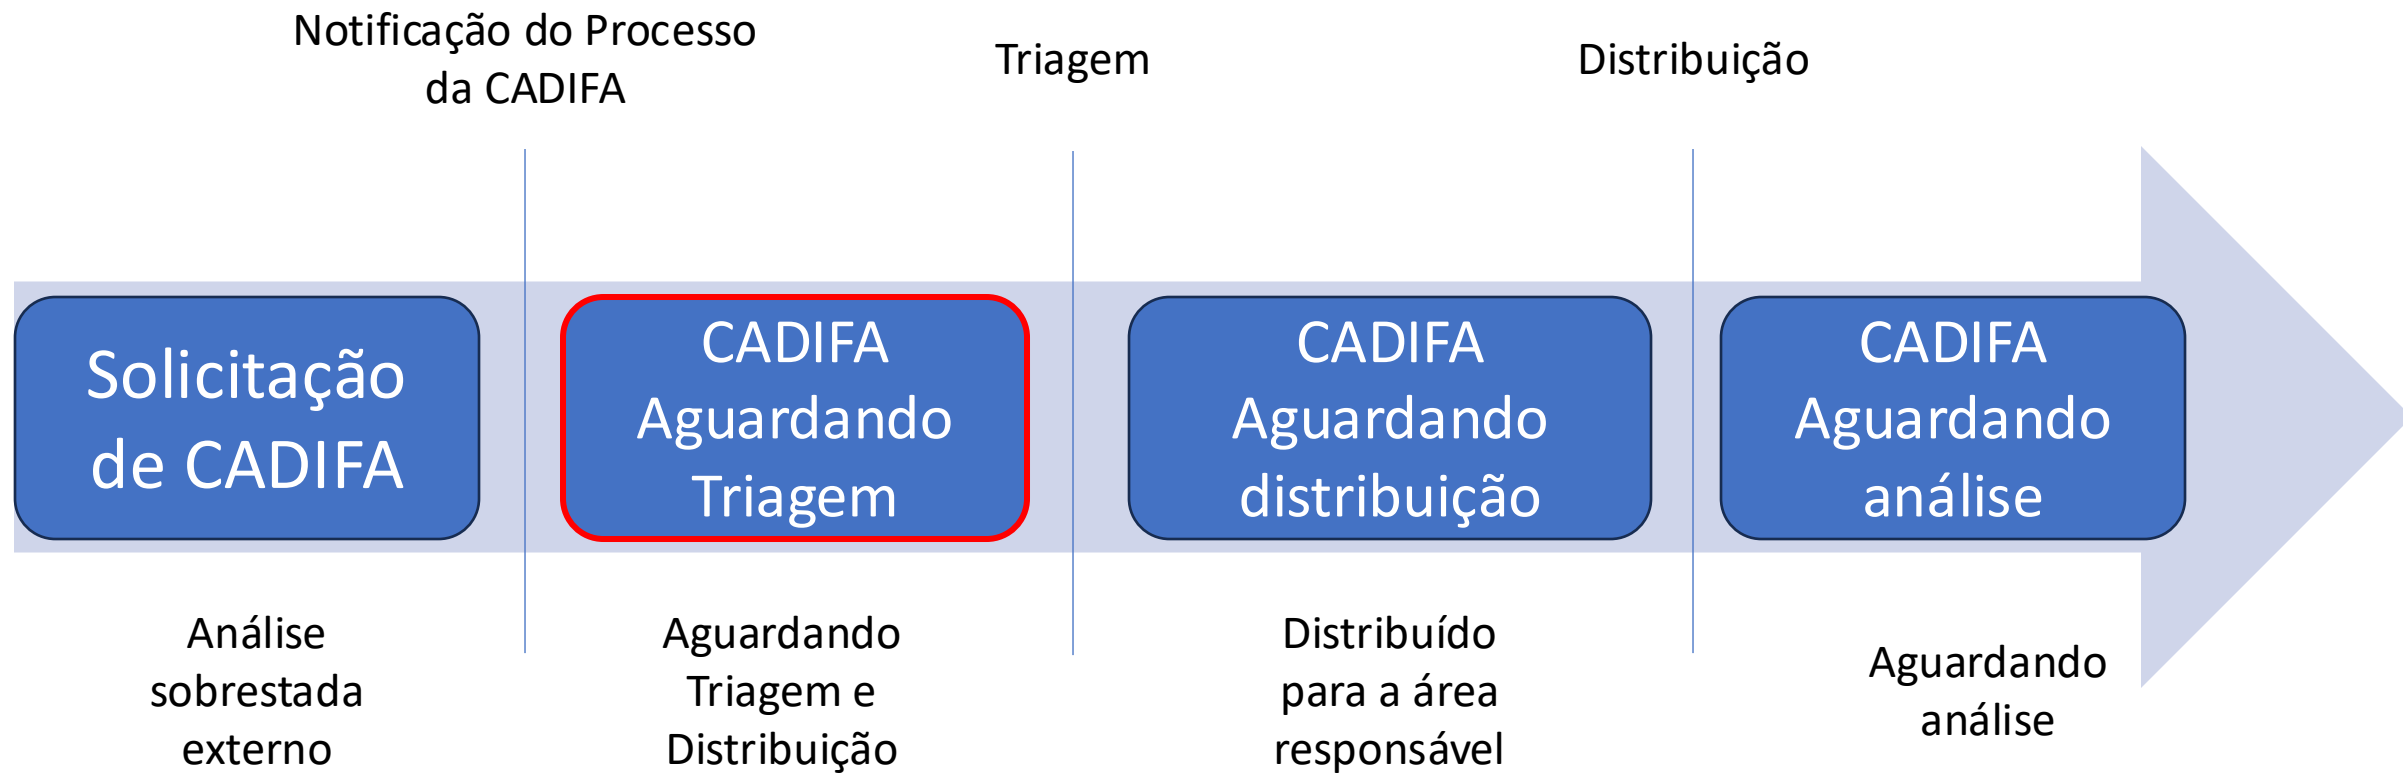 Notificação do Processo
da CADIFA
Triagem
Distribuição
Solicitação
de CADIFA
CADIFA
Aguardando
Triagem
CADIFA
Aguardando
distribuição
CADIFA
Aguardando
análise
Análise
sobrestada
externo
Aguardando
Triagem e
Distribuição
Distribuído
para a área
responsável
Aguardando
análise